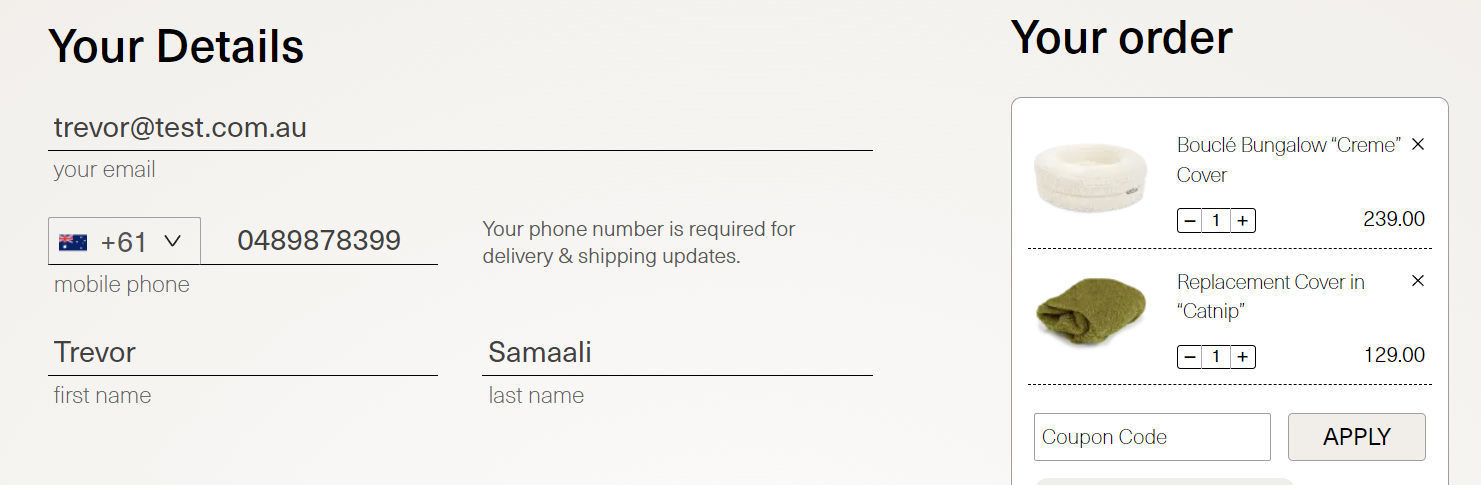 Your Details
trevor@test.com.au
your email
+61
0489878399
mobile phone
Your phone number is required for
delivery & shipping updates.
Trevor
first name
Samaali
last name
Your order
Bouclé Bungalow “Creme”
Cover
1
239.00
Replacement Cover in
“Catnip”
1
129.00
Coupon Code
APPLY